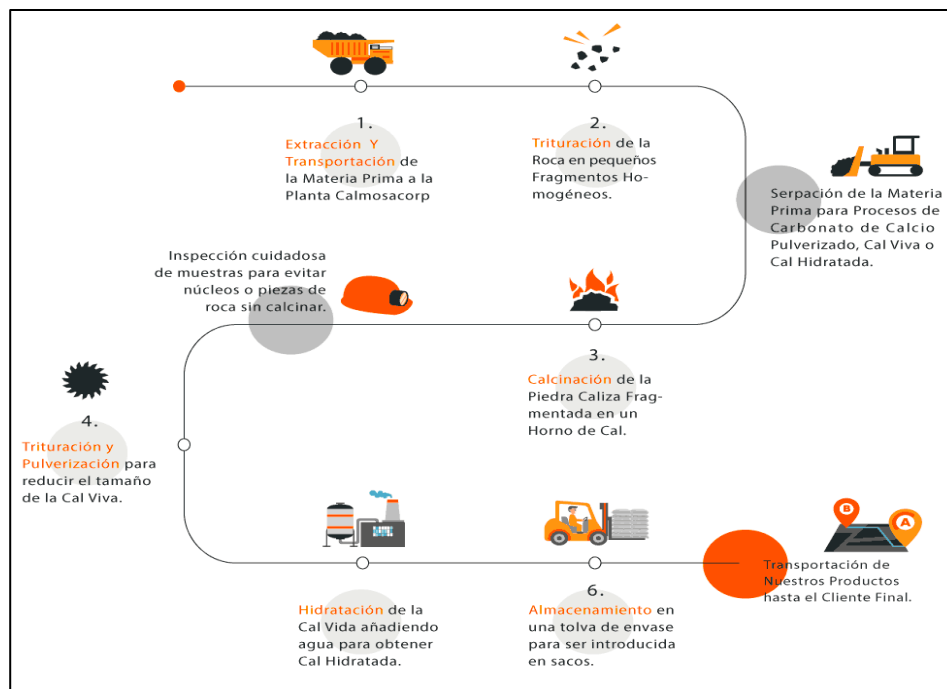 1.
Extracción Y
Transportación de
la Materia Prima a la
Planta Calmosacorp
2.
Trituración de la
Roca en pequeños
Fragmentos Ho-
mogéneos.
Serpación de la Materia
Prima para Procesos de
Carbonato de Calcio
Pulverizado, Cal Viva o
Cal Hidratada.
3.
Calcinación de la
Piedra Caliza Frag-
mentada en un
Horno de Cal.
Inspección cuidadosa
de muestras para evitar
núcleos o piezas de
roca sin calcinar.
4.
Trituración y
Pulverización para
reducir el tamaño
de la Cal Viva.
Hidratación de la
Cal Vida añadiendo
agua para obtener
Cal Hidratada.
6.
Almacenamiento en
una tolva de envase
para ser introducida
en sacos.
B
A
Transportación de
Nuestros Productos
hasta el Cliente Final.